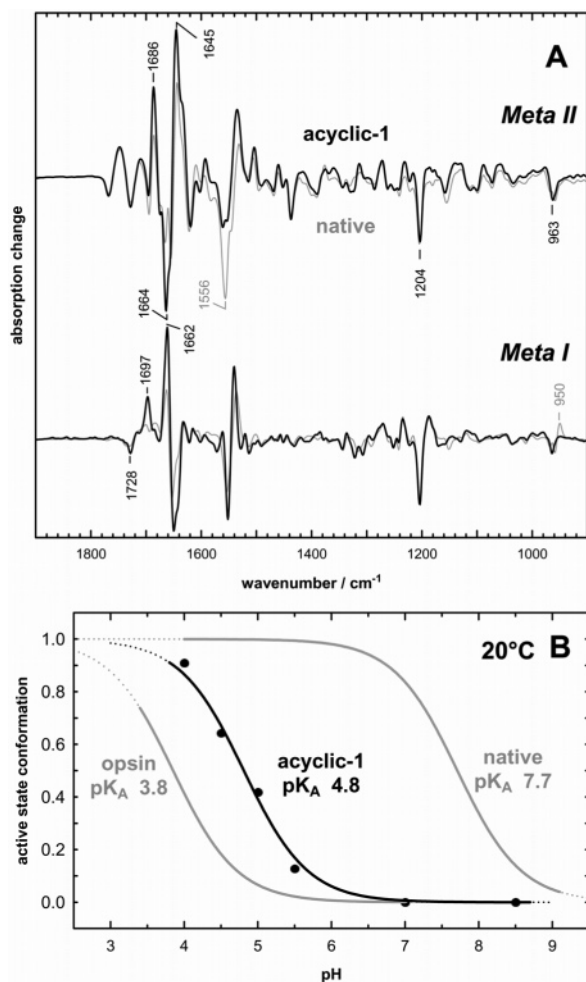 1686
1645
A
Meta II
acyclic-1
native
1556
1204
963
1664
1662
1697
Meta I
950
1728
absorption change
1800 1600 1400 1200 1000
wavenumber / cm⁻¹
1.0
0.8
0.6
0.4
0.2
0.0
20°C B
opsin
pK_A 3.8
acyclic-1
pK_A 4.8
native
pK_A 7.7
active state conformation
3 4 5 6 7 8 9
pH